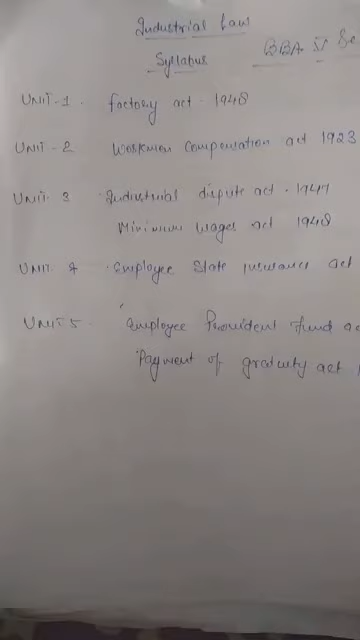 Industrial Law
Syllabus
BBA V Se
UNIT-1. Factory act - 1948
UNIT-2 Workmen Compensation act 1923
UNIT 3 Industrial dispute act - 1947
Minimum wages act 1948
UNIT 4 . Employee State insurance act
UNIT 5. Employee Provident Fund ac
Payment of gratuity act